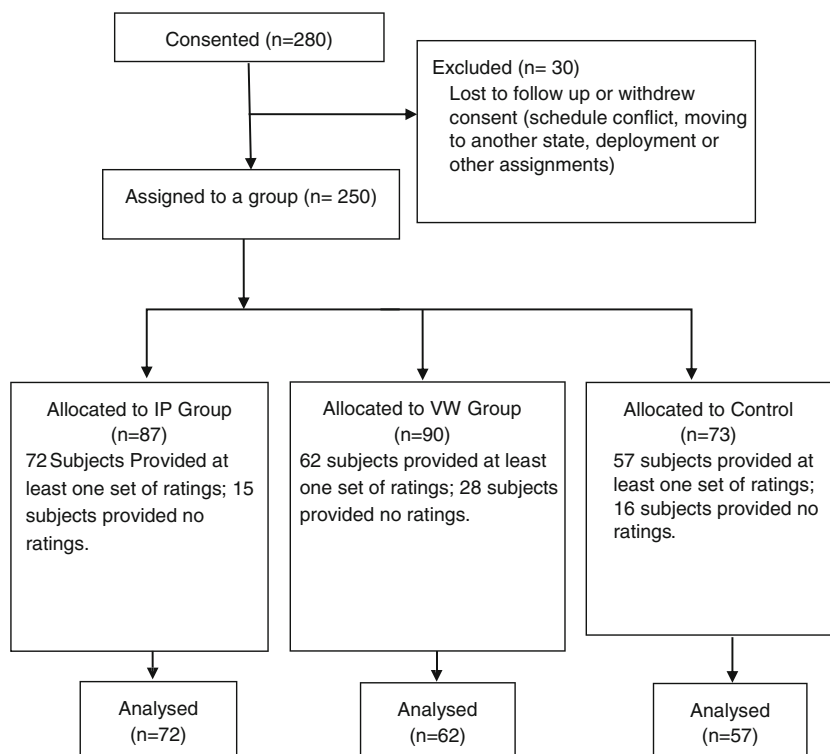 Consented (n=280)
Excluded (n= 30)
Lost to follow up or withdrew
consent (schedule conflict, moving
to another state, deployment or
other assignments)
Assigned to a group (n= 250)
Allocated to IP Group
(n=87)
72 Subjects Provided at
least one set of ratings; 15
subjects provided no
ratings.
Allocated to VW Group
(n=90)
62 subjects provided at least
one set of ratings; 28 subjects
provided no ratings.
Allocated to Control
(n=73)
57 subjects provided at
least one set of ratings;
16 subjects provided no
ratings.
Analysed
(n=72)
Analysed
(n=62)
Analysed
(n=57)